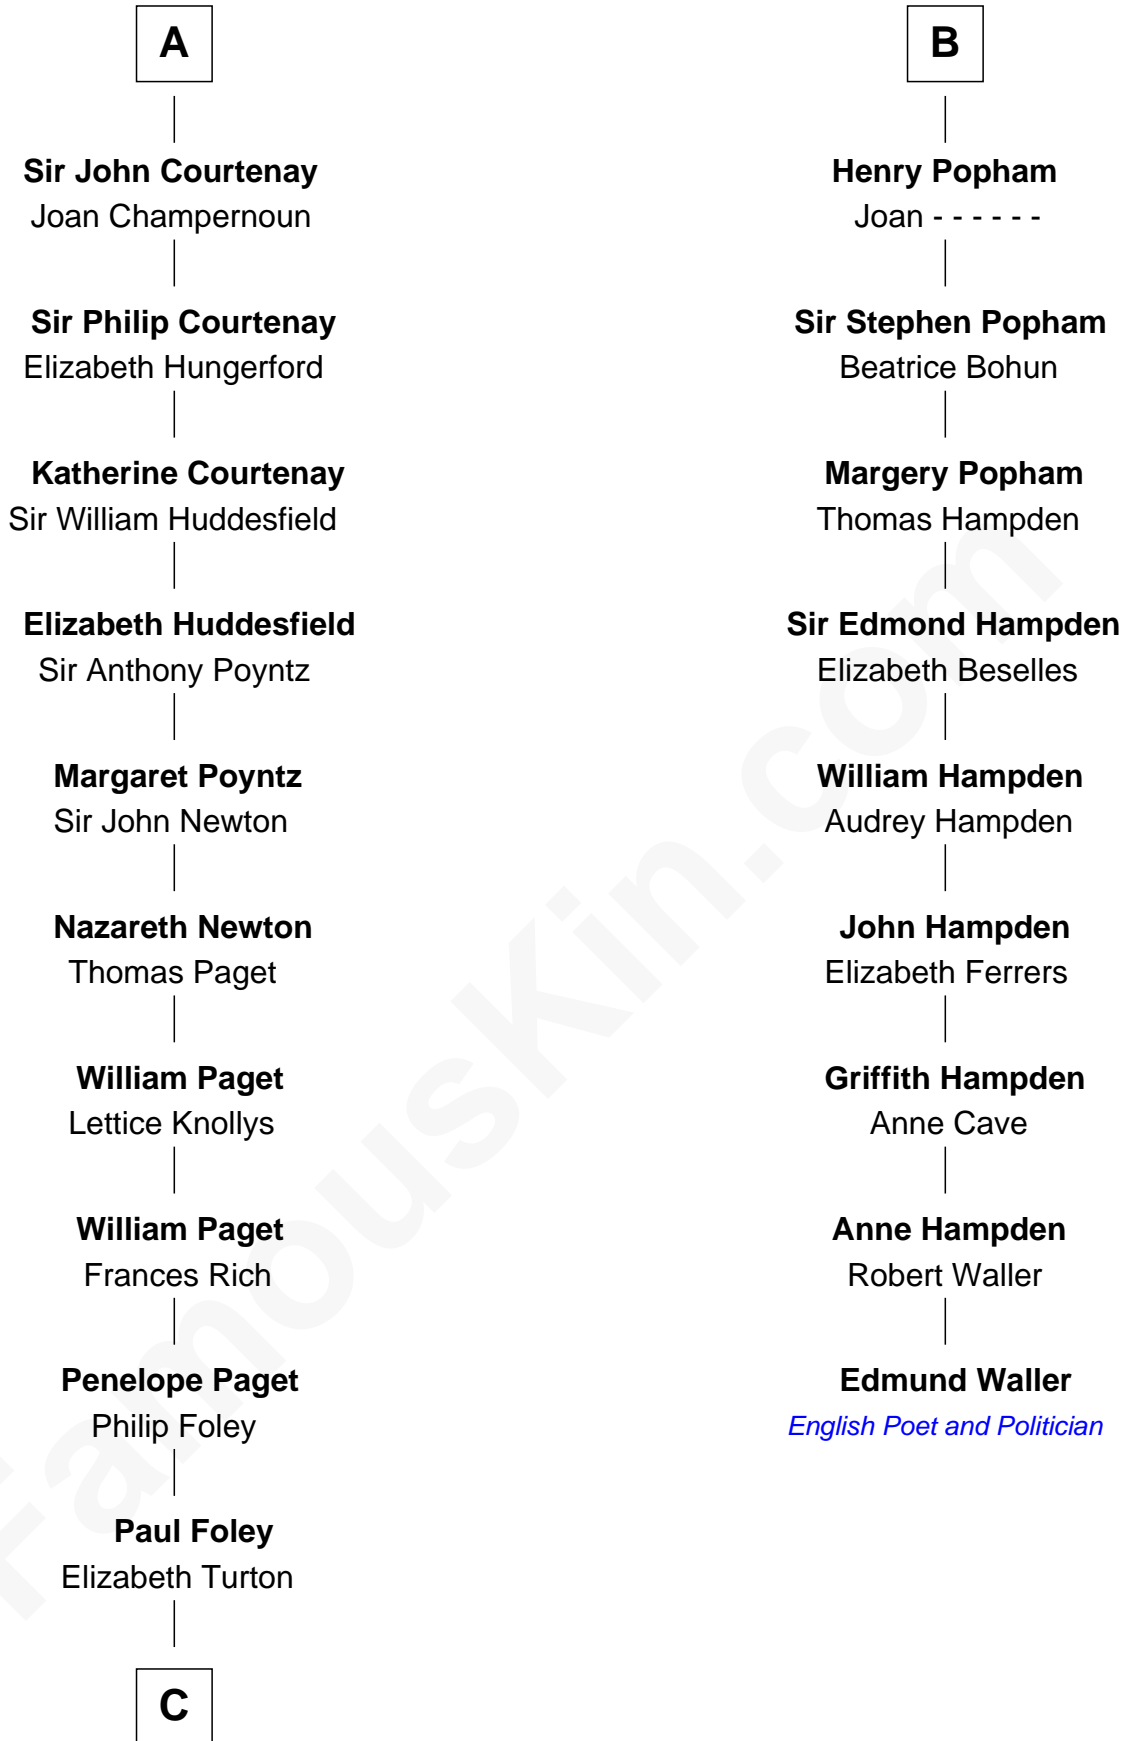 A
Sir John Courtenay
Joan Champernoun
Sir Philip Courtenay
Elizabeth Hungerford
Katherine Courtenay
Sir William Huddesfield
Elizabeth Huddesfield
Sir Anthony Poyntz
Margaret Poyntz
Sir John Newton
Nazareth Newton
Thomas Paget
William Paget
Lettice Knollys
William Paget
Frances Rich
Penelope Paget
Philip Foley
Paul Foley
Elizabeth Turton
C
B
Henry Popham
Joan - - - - - -
Sir Stephen Popham
Beatrice Bohun
Margery Popham
Thomas Hampden
Sir Edmond Hampden
Elizabeth Beselles
William Hampden
Audrey Hampden
John Hampden
Elizabeth Ferrers
Griffith Hampden
Anne Cave
Anne Hampden
Robert Waller
Edmund Waller
English Poet and Politician
FamousKin.com